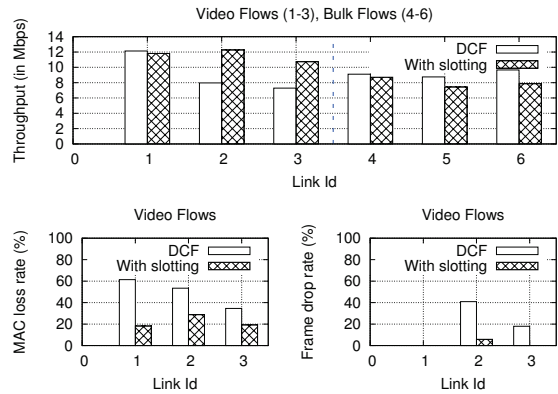 Video Flows (1-3), Bulk Flows (4-6)
Throughput (in Mbps)
14
12
10
8
6
4
2
0
DCF
With slotting
0 1 2 3 4 5 6
Link Id
Video Flows
MAC loss rate (%)
100
80
60
40
20
0
DCF
With slotting
0 1 2 3
Link Id
Video Flows
Frame drop rate (%)
100
80
60
40
20
0
DCF
With slotting
0 1 2 3
Link Id